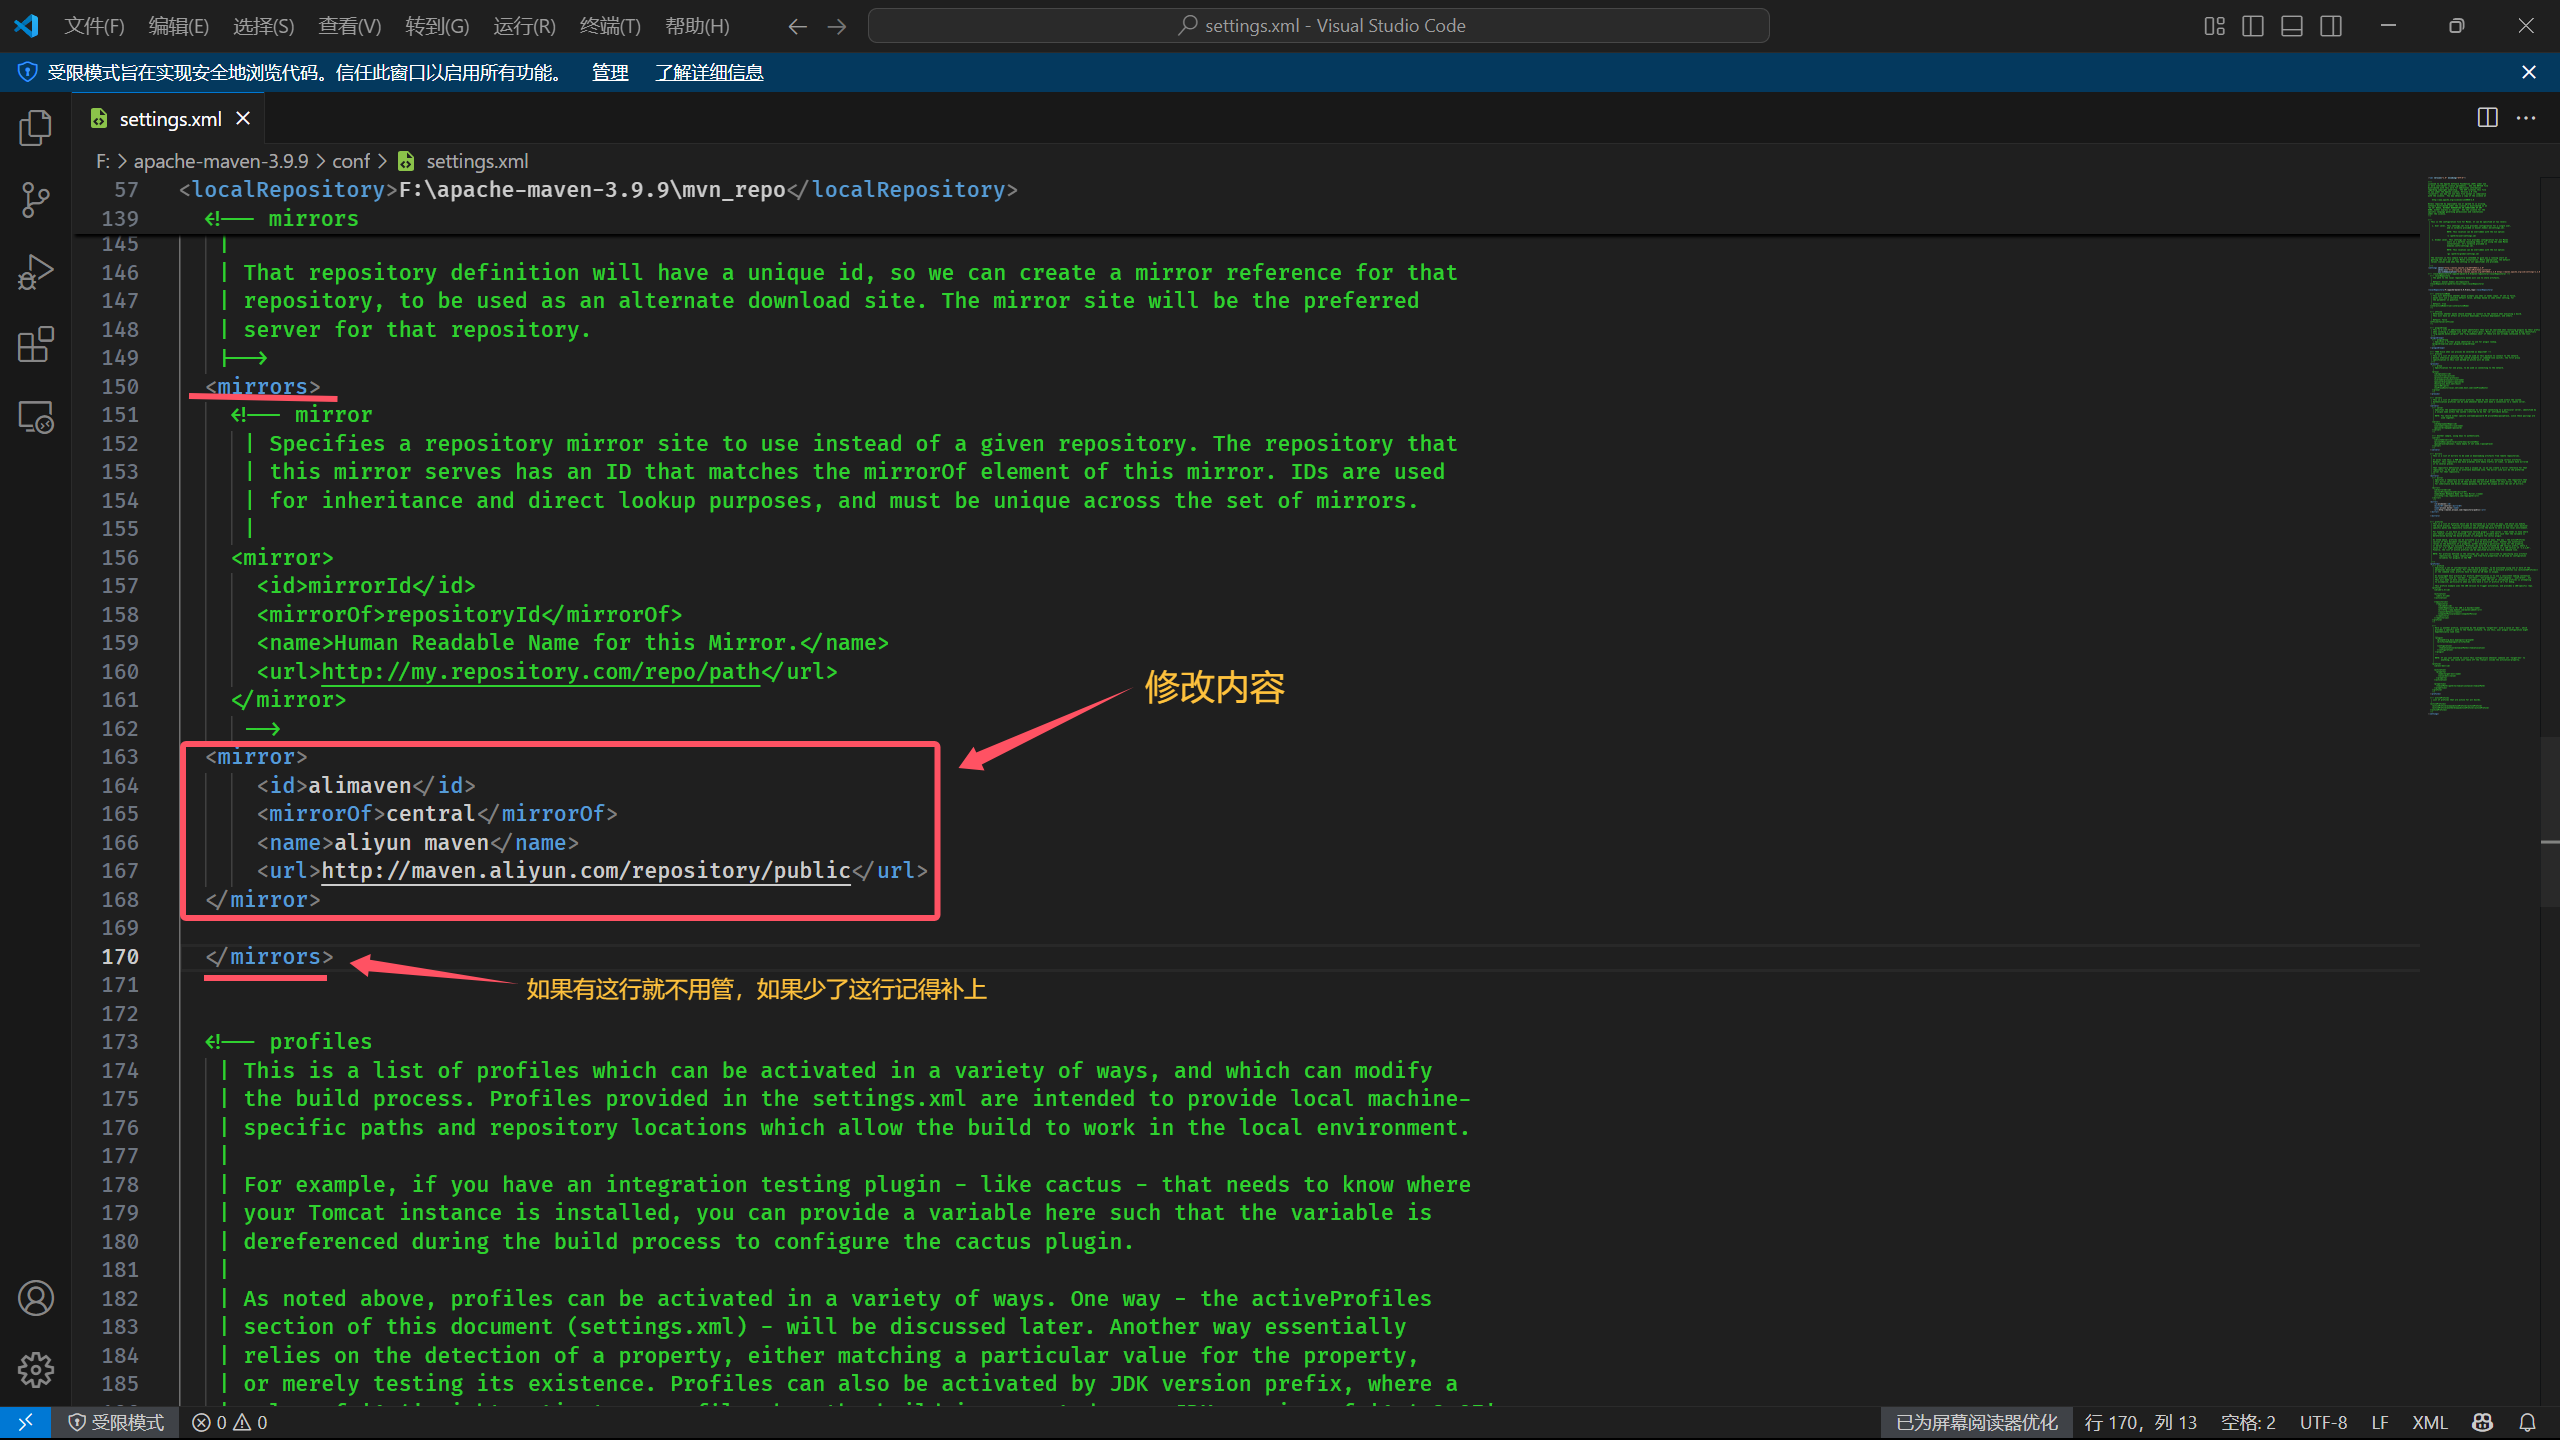 文件(F) 编辑(E) 选择(S) 查看(V) 转到(G) 运行(R) 终端(T) 帮助(H) settings.xml - Visual Studio Code
受限模式旨在实现安全地浏览代码。信任此窗口以启用所有功能。 管理 了解详细信息
settings.xml
F: > apache-maven-3.9.9 > conf > settings.xml
57 <localRepository>F:\apache-maven-3.9.9\mvn_repo</localRepository>
139 <!-- mirrors
145 |
146 | That repository definition will have a unique id, so we can create a mirror reference for that
147 | repository, to be used as an alternate download site. The mirror site will be the preferred
148 | server for that repository.
149 |-->
150 <mirrors>
151 <!-- mirror
152 | Specifies a repository mirror site to use instead of a given repository. The repository that
153 | this mirror serves has an ID that matches the mirrorOf element of this mirror. IDs are used
154 | for inheritance and direct lookup purposes, and must be unique across the set of mirrors.
155 |
156 <mirror>
157 <id>mirrorId</id>
158 <mirrorOf>repositoryId</mirrorOf>
159 <name>Human Readable Name for this Mirror.</name>
160 <url>http://my.repository.com/repo/path</url>
161 </mirror>
修改内容
162 -->
163 <mirror>
164 <id>alimaven</id>
165 <mirrorOf>central</mirrorOf>
166 <name>aliyun maven</name>
167 <url>http://maven.aliyun.com/repository/public</url>
168 </mirror>
169
170 </mirrors>
171
如果有这行就不用管，如果少了这行记得补上
172
173 <!-- profiles
174 | This is a list of profiles which can be activated in a variety of ways, and which can modify
175 | the build process. Profiles provided in the settings.xml are intended to provide local machine-
176 | specific paths and repository locations which allow the build to work in the local environment.
177 |
178 | For example, if you have an integration testing plugin - like cactus - that needs to know where
179 | your Tomcat instance is installed, you can provide a variable here such that the variable is
180 | dereferenced during the build process to configure the cactus plugin.
181 |
182 | As noted above, profiles can be activated in a variety of ways. One way - the activeProfiles
183 | section of this document (settings.xml) - will be discussed later. Another way essentially
184 | relies on the detection of a property, either matching a particular value for the property,
185 | or merely testing its existence. Profiles can also be activated by JDK version prefix, where a
受限模式 0 0 已为屏幕阅读器优化 行 170，列 13 空格: 2 UTF-8 LF XML